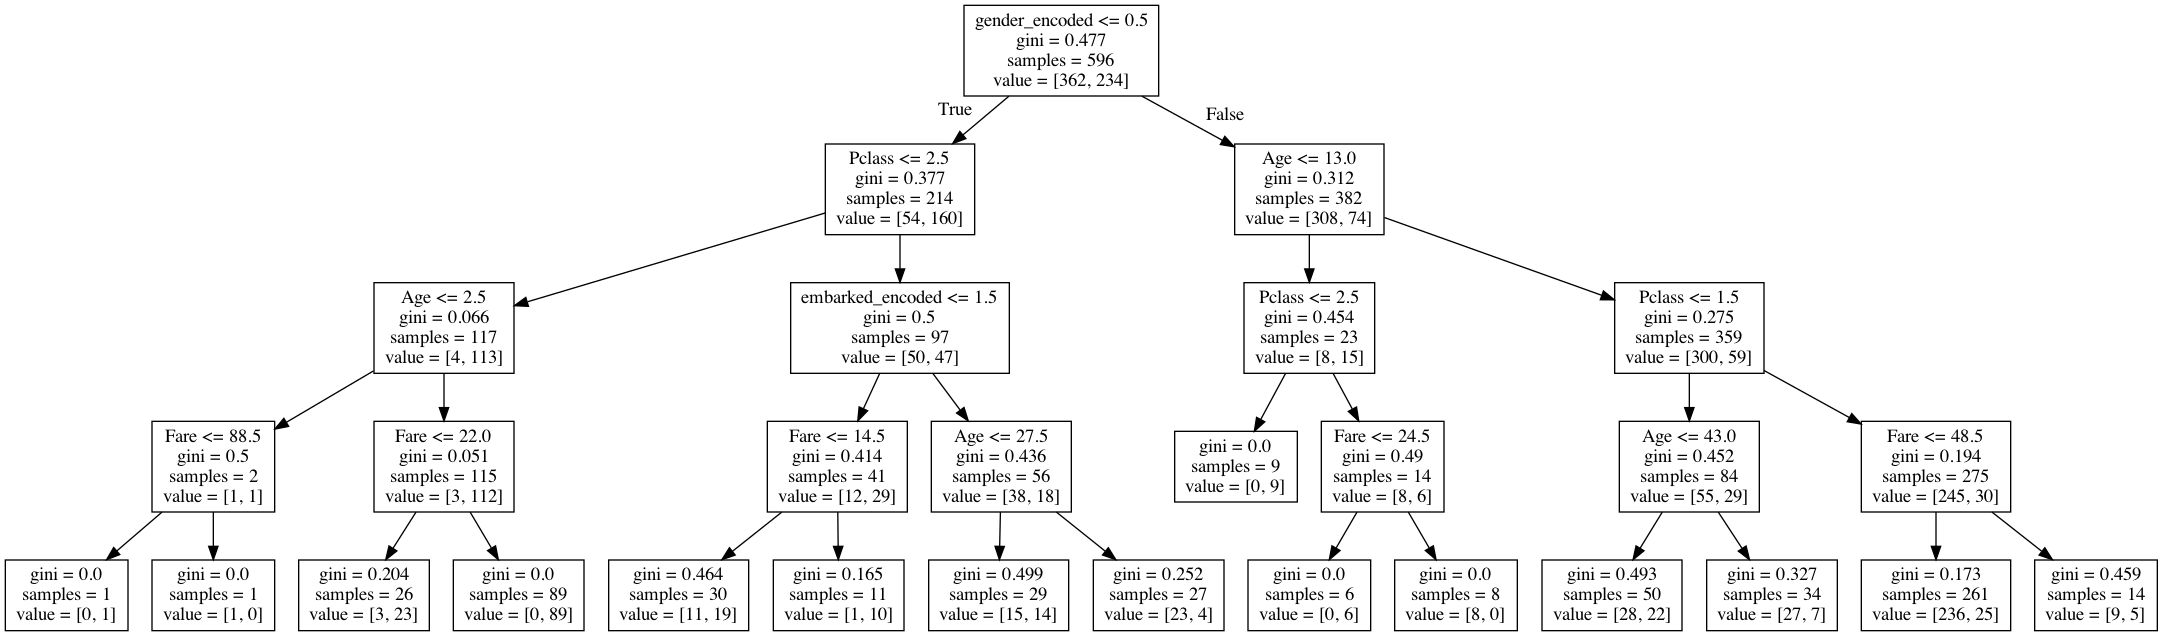 gender_encoded <= 0.5
gini = 0.477
samples = 596
value = [362, 234]
True
False
Pclass <= 2.5
gini = 0.377
samples = 214
value = [54, 160]
Age <= 13.0
gini = 0.312
samples = 382
value = [308, 74]
Age <= 2.5
gini = 0.066
samples = 117
value = [4, 113]
embarked_encoded <= 1.5
gini = 0.5
samples = 97
value = [50, 47]
Pclass <= 2.5
gini = 0.454
samples = 23
value = [8, 15]
Pclass <= 1.5
gini = 0.275
samples = 359
value = [300, 59]
Fare <= 88.5
gini = 0.5
samples = 2
value = [1, 1]
Fare <= 22.0
gini = 0.051
samples = 115
value = [3, 112]
Fare <= 14.5
gini = 0.414
samples = 41
value = [12, 29]
Age <= 27.5
gini = 0.436
samples = 56
value = [38, 18]
gini = 0.0
samples = 9
value = [0, 9]
Fare <= 24.5
gini = 0.49
samples = 14
value = [8, 6]
Age <= 43.0
gini = 0.452
samples = 84
value = [55, 29]
Fare <= 48.5
gini = 0.194
samples = 275
value = [245, 30]
gini = 0.0
samples = 1
value = [0, 1]
gini = 0.0
samples = 1
value = [1, 0]
gini = 0.204
samples = 26
value = [3, 23]
gini = 0.0
samples = 89
value = [0, 89]
gini = 0.464
samples = 30
value = [11, 19]
gini = 0.165
samples = 11
value = [1, 10]
gini = 0.499
samples = 29
value = [15, 14]
gini = 0.252
samples = 27
value = [23, 4]
gini = 0.0
samples = 6
value = [0, 6]
gini = 0.0
samples = 8
value = [8, 0]
gini = 0.493
samples = 50
value = [28, 22]
gini = 0.327
samples = 34
value = [27, 7]
gini = 0.173
samples = 261
value = [236, 25]
gini = 0.459
samples = 14
value = [9, 5]